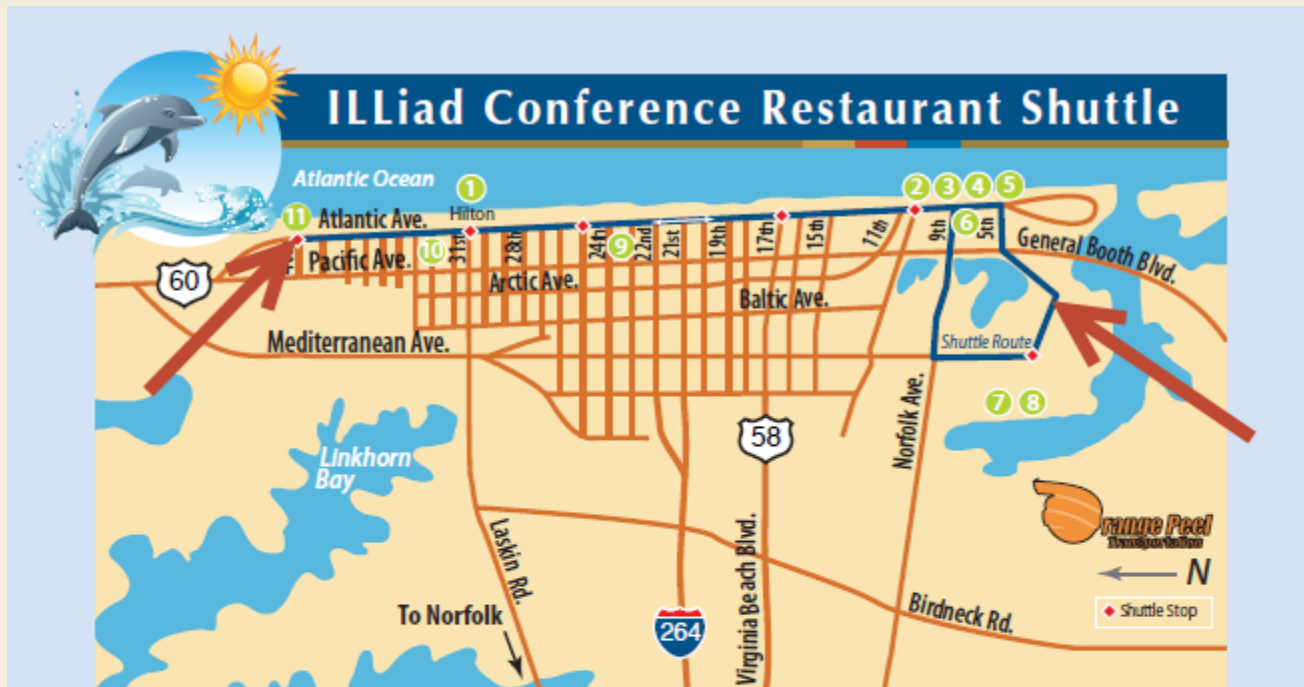 ILLiad Conference Restaurant Shuttle
Atlantic Ocean
1
2
3
4
5
11
Atlantic Ave.
Hilton
6
10
Pacific Ave.
31st
28th
24th
9
22nd
21st
19th
17th
15th
11th
9th
5th
General Booth Blvd.
60
Arctic Ave.
Baltic Ave.
Mediterranean Ave.
Shuttle Route
7
8
58
Norfolk Ave.
Linkhorn
Bay
Laskin Rd.
Virginia Beach Blvd.
range Peel
Transportation
N
Shuttle Stop
To Norfolk
264
Birdneck Rd.